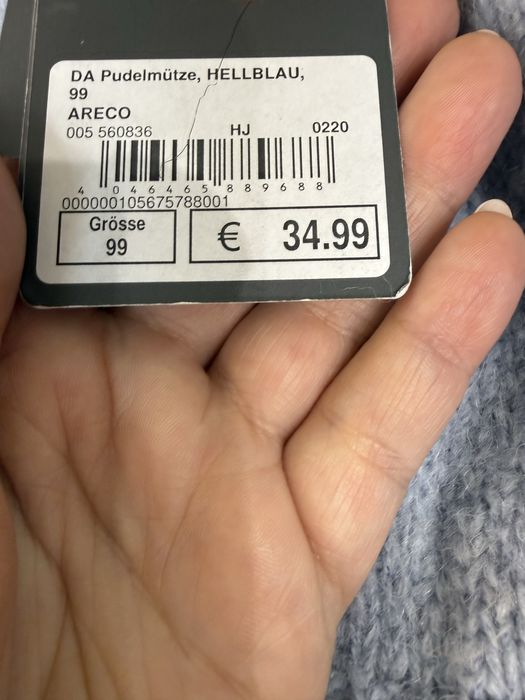 DA Pudelmütze, HELLBLAU,
99
ARECO
005 560836 HJ 0220
4 046465 889688
000000105675788001
Grösse
99
€ 34.99